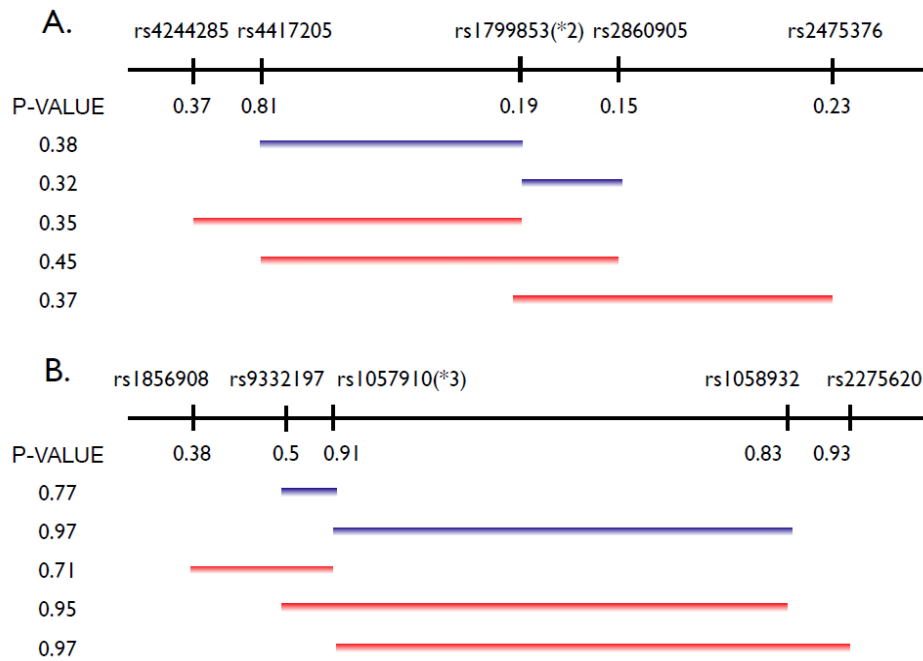 A.
rs4244285 rs4417205 rs1799853(*2) rs2860905 rs2475376
P-VALUE 0.37 0.81 0.19 0.15 0.23
0.38
0.32
0.35
0.45
0.37
B.
rs1856908 rs9332197 rs1057910(*3) rs1058932 rs2275620
P-VALUE 0.38 0.5 0.91 0.83 0.93
0.77
0.97
0.71
0.95
0.97